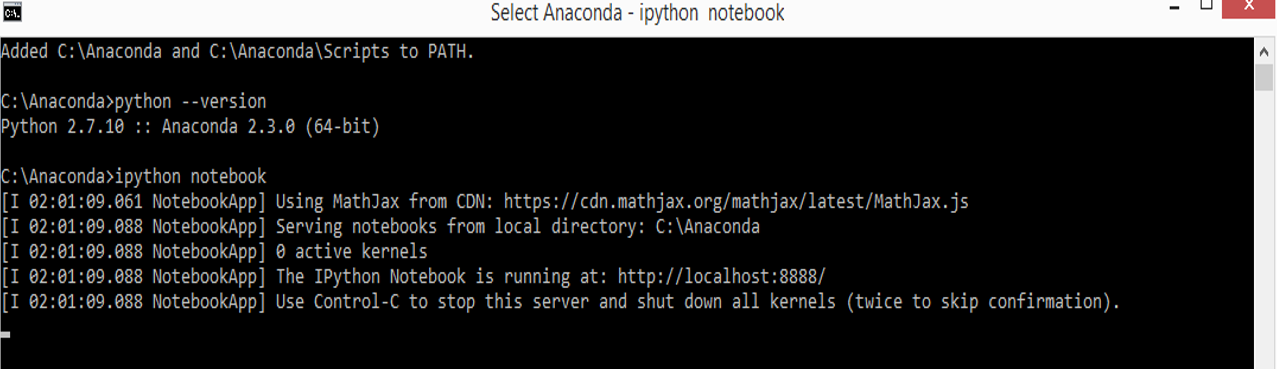 Select Anaconda - ipython notebook
Added C:\Anaconda and C:\Anaconda\Scripts to PATH.
C:\Anaconda>python --version
Python 2.7.10 :: Anaconda 2.3.0 (64-bit)
C:\Anaconda>ipython notebook
[I 02:01:09.061 NotebookApp] Using MathJax from CDN: https://cdn.mathjax.org/mathjax/latest/MathJax.js
[I 02:01:09.088 NotebookApp] Serving notebooks from local directory: C:\Anaconda
[I 02:01:09.088 NotebookApp] 0 active kernels
[I 02:01:09.088 NotebookApp] The IPython Notebook is running at: http://localhost:8888/
[I 02:01:09.088 NotebookApp] Use Control-C to stop this server and shut down all kernels (twice to skip confirmation).